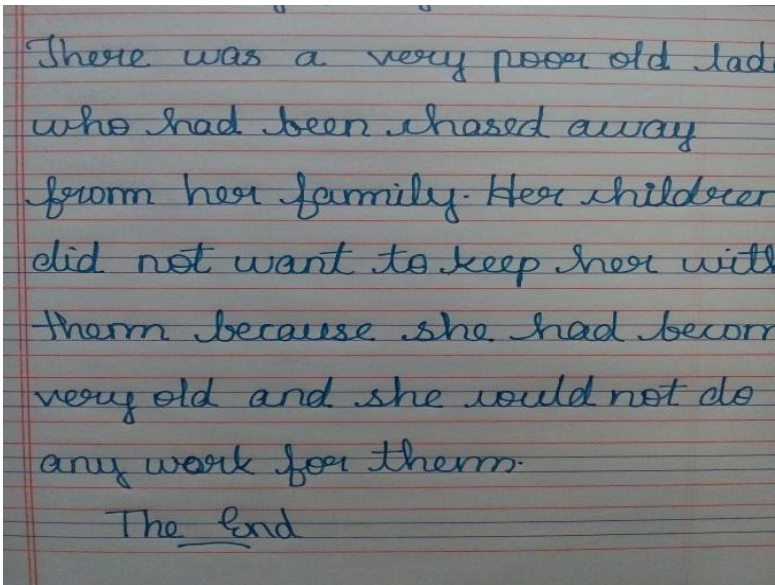 There was a very poor old lad
who had been chased away
from her family. Her children
did not want to keep her with
them because she had becom
very old and she could not do
any work for them.
The End